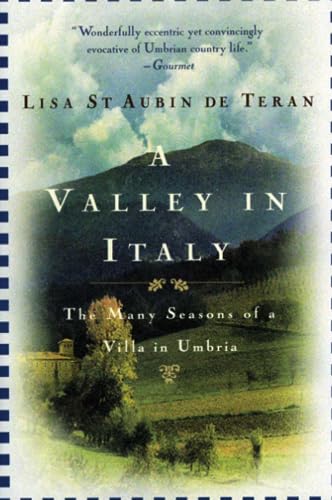 "Wonderfully eccentric yet convincingly
evocative of Umbrian country life."
—Gourmet
LISA ST AUBIN DE TERAN
A
VALLEY IN
ITALY
The Many Seasons of a
Villa in Umbria